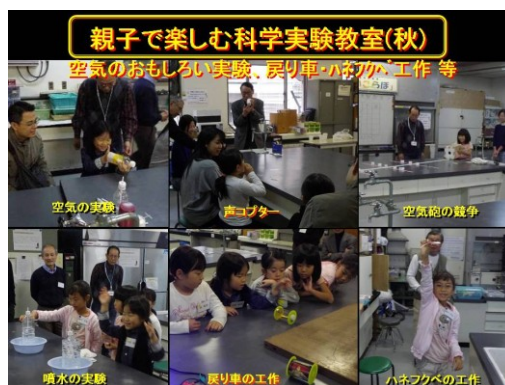 親子で楽しむ科学実験教室(秋)
空気のおもしろい実験、戻り車・ハネフクベ工作 等
空気の実験
声コプター
空気砲の競争
噴水の実験
戻り車の工作
ハネフクベの工作